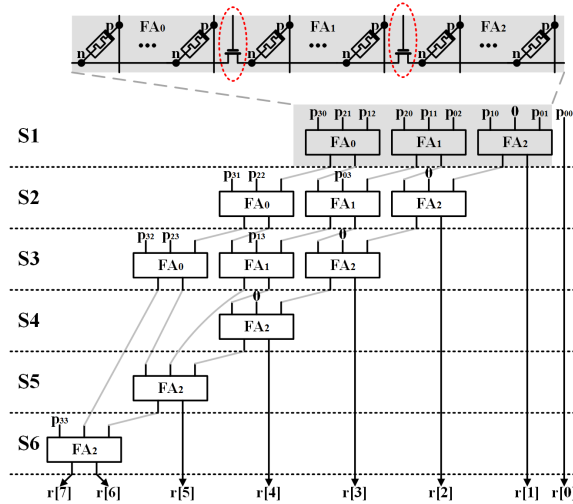 p FA₀ p p FA₁ p p FA₂ p
n ••• n n ••• n n ••• n
p₃₀ p₂₁ p₁₂ p₂₀ p₁₁ p₀₂ p₁₀ 0 p₀₁ p₀₀
S1 FA₀ FA₁ FA₂
p₃₁ p₂₂ p₀₃ 0
S2 FA₀ FA₁ FA₂
p₃₂ p₂₃ p₁₃ 0
S3 FA₀ FA₁ FA₂
0
S4 FA₂
S5 FA₂
p₃₃
S6 FA₂
r[7] r[6] r[5] r[4] r[3] r[2] r[1] r[0